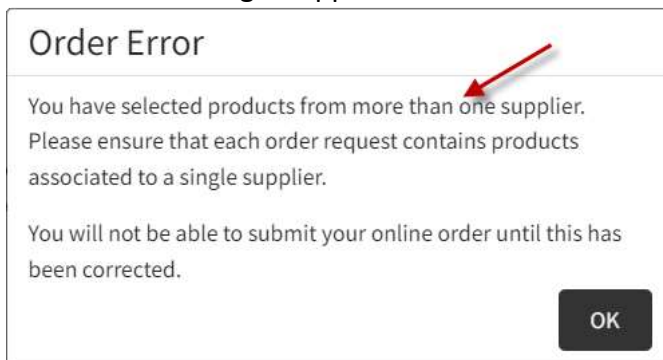 Order Error
You have selected products from more than one supplier.
Please ensure that each order request contains products
associated to a single supplier.
You will not be able to submit your online order until this has
been corrected.
OK